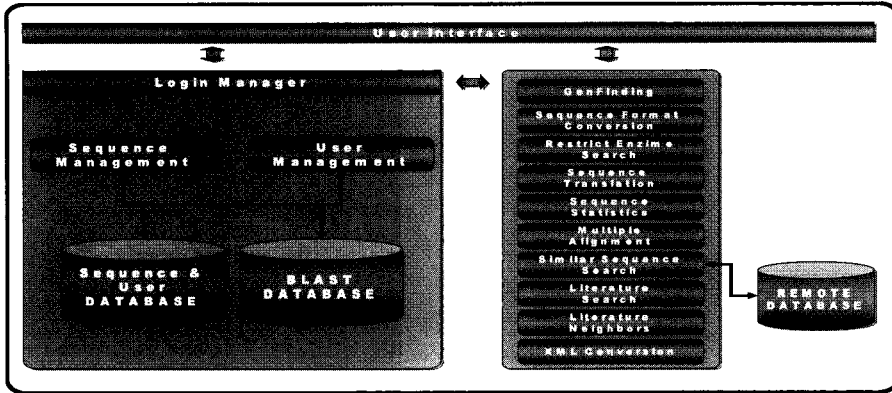 User Interface
Login Manager
Sequence
Management
User
Management
Sequence &
User
DATABASE
BLAST
DATABASE
GenFinding
Sequence Format
Conversion
Restrict Enzime
Search
Sequence
Translation
Sequence
Statistics
Multiple
Alignment
Similar Sequence
Search
Literature
Search
Literature
Neighbors
XML Conversion
REMOTE
DATABASE